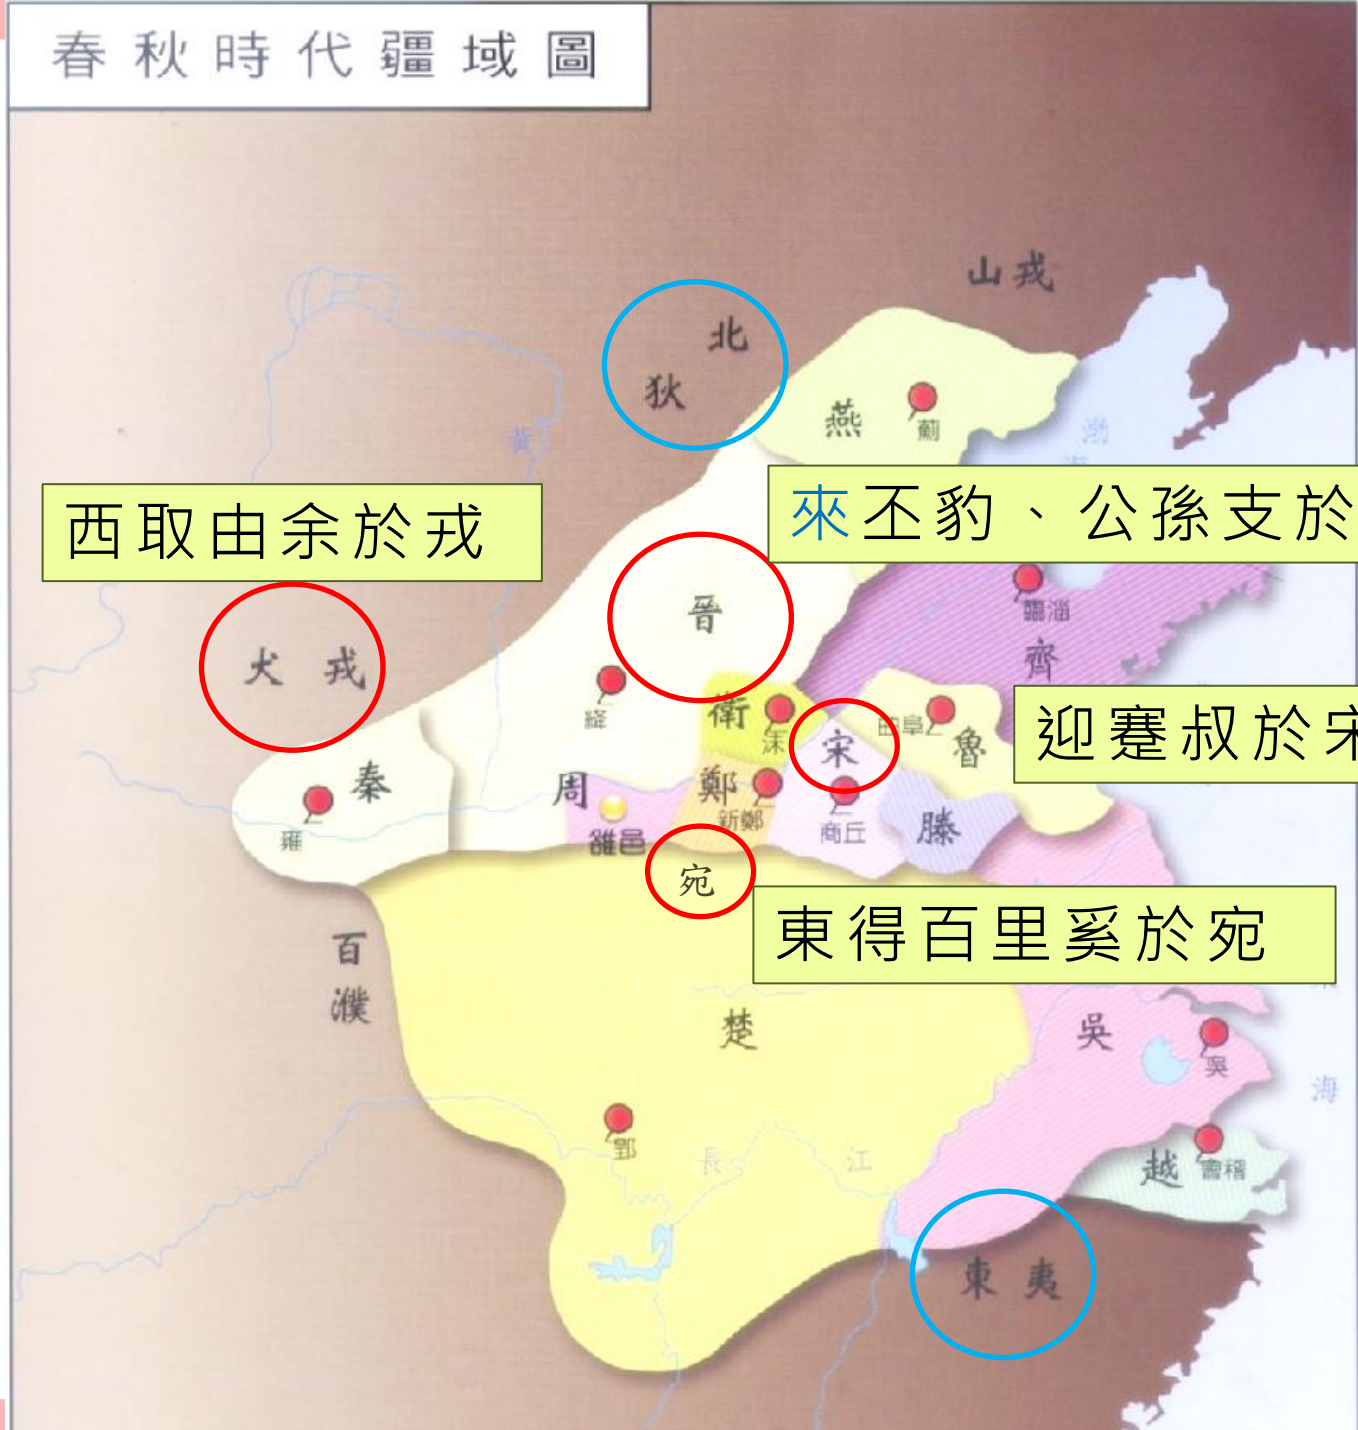 春秋時代疆域圖
山戎
北
狄
燕
薊
渤
黃
西取由余於戎
來丕豹、公孫支於
晉
臨淄
齊
犬戎
絳
衛
沬
宋
曲阜
魯
迎蹇叔於宋
秦
雍
周
雒邑
鄭
新鄭
商丘
滕
宛
東得百里奚於宛
百
濮
楚
吳
吳
海
郢
長
江
越
會稽
東夷